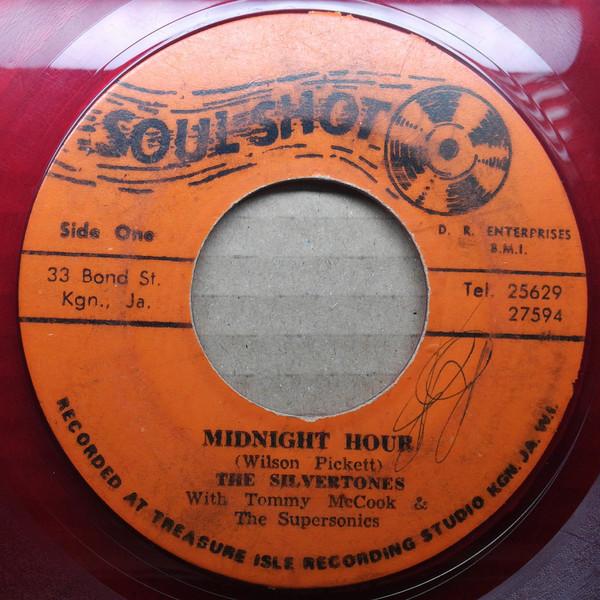 SOUL SHOT
Side One
D. R. ENTERPRISES
B.M.I.
33 Bond St.
Kgn., Ja.
Tel. 25629
27594
MIDNIGHT HOUR
(Wilson Pickett)
THE SILVERTONES
With Tommy McCook &
The Supersonics
RECORDED AT TREASURE ISLE RECORDING STUDIO KGN. JA. W.I.